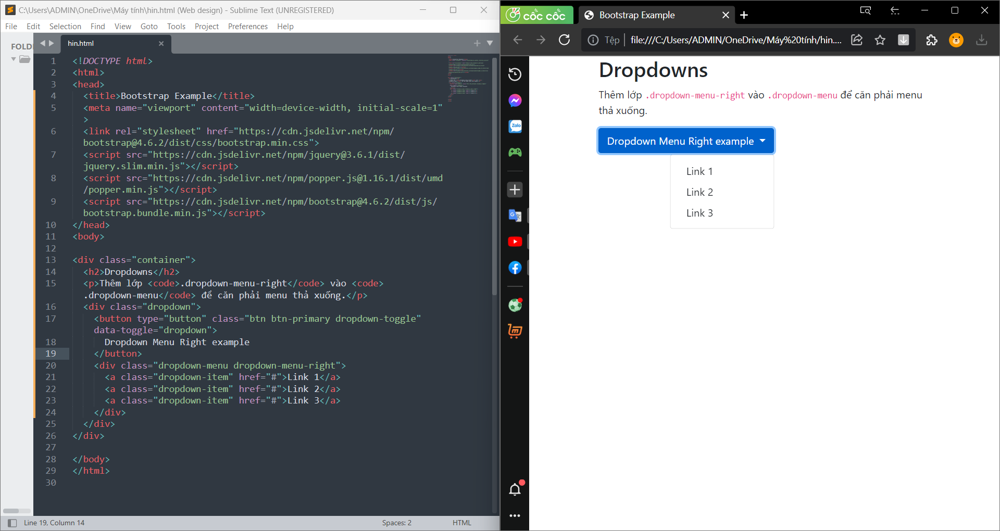 C:\Users\ADMIN\OneDrive\Máy tính\hin.html (Web design) - Sublime Text (UNREGISTERED)
File Edit Selection Find View Goto Tools Project Preferences Help
FOLD
hin.html
1 <!DOCTYPE html>
2 <html>
3 <head>
4 <title>Bootstrap Example</title>
5 <meta name="viewport" content="width=device-width, initial-scale=1"
>
6 <link rel="stylesheet" href="https://cdn.jsdelivr.net/npm/
bootstrap@4.6.2/dist/css/bootstrap.min.css">
7 <script src="https://cdn.jsdelivr.net/npm/jquery@3.6.1/dist/
jquery.slim.min.js"></script>
8 <script src="https://cdn.jsdelivr.net/npm/popper.js@1.16.1/dist/umd
/popper.min.js"></script>
9 <script src="https://cdn.jsdelivr.net/npm/bootstrap@4.6.2/dist/js/
bootstrap.bundle.min.js"></script>
10 </head>
11 <body>
12
13 <div class="container">
14 <h2>Dropdowns</h2>
15 <p>Thêm lớp <code>.dropdown-menu-right</code> vào <code>
.dropdown-menu</code> để căn phải menu thả xuống.</p>
16 <div class="dropdown">
17 <button type="button" class="btn btn-primary dropdown-toggle"
data-toggle="dropdown">
18 Dropdown Menu Right example
19 </button>
20 <div class="dropdown-menu dropdown-menu-right">
21 <a class="dropdown-item" href="#">Link 1</a>
22 <a class="dropdown-item" href="#">Link 2</a>
23 <a class="dropdown-item" href="#">Link 3</a>
24 </div>
25 </div>
26 </div>
27
28 </body>
29 </html>
30
Line 19, Column 14 Spaces: 2 HTML
cốc cốc Bootstrap Example
Tệp file:///C:/Users/ADMIN/OneDrive/Máy%20tính/hin....
Zalo
Dropdowns
Thêm lớp .dropdown-menu-right vào .dropdown-menu để căn phải menu
thả xuống.
Dropdown Menu Right example
Link 1
Link 2
Link 3